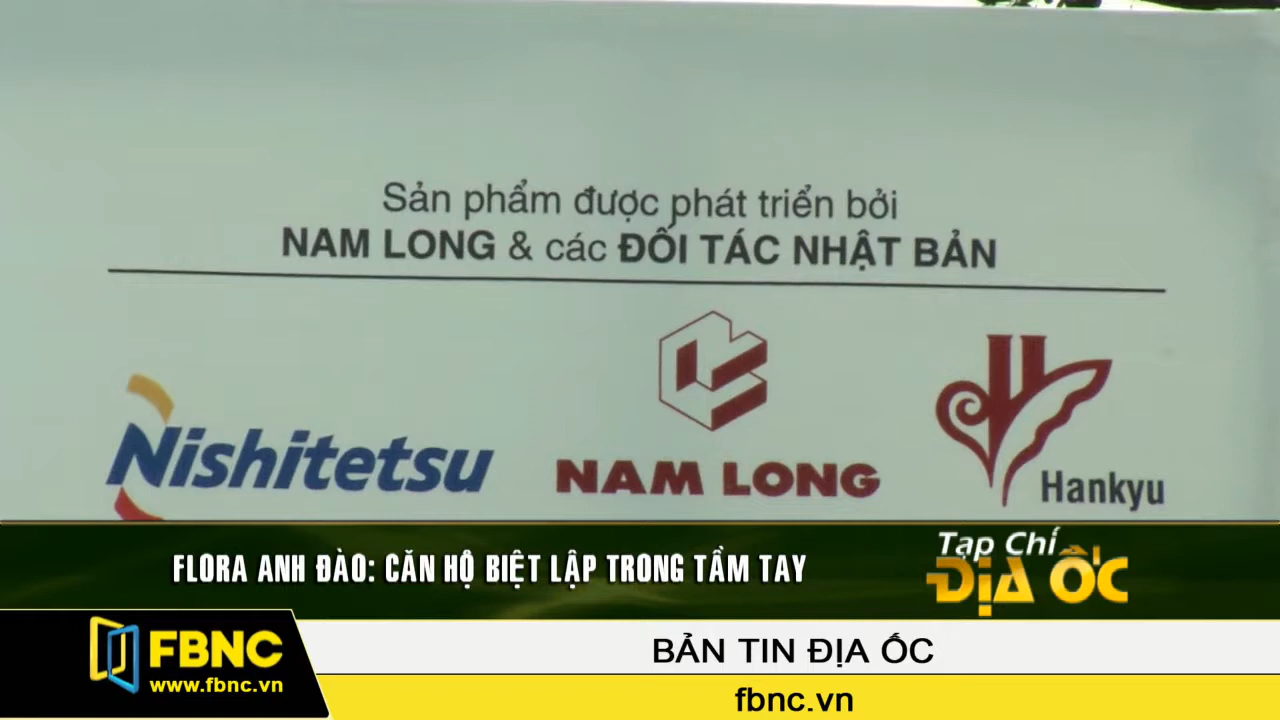 Sản phẩm được phát triển bởi
NAM LONG & các ĐỐI TÁC NHẬT BẢN
Nishitetsu
NAM LONG
Hankyu
FLORA ANH ĐÀO: CĂN HỘ BIỆT LẬP TRONG TẦM TAY
Tạp Chí
ĐỊA ỐC
FBNC
www.fbnc.vn
BẢN TIN ĐỊA ỐC
fbnc.vn